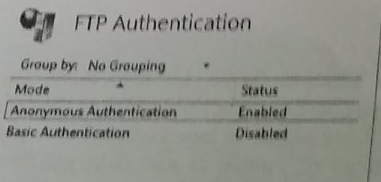 FTP Authentication
Group by: No Grouping
Mode Status
Anonymous Authentication Enabled
Basic Authentication Disabled